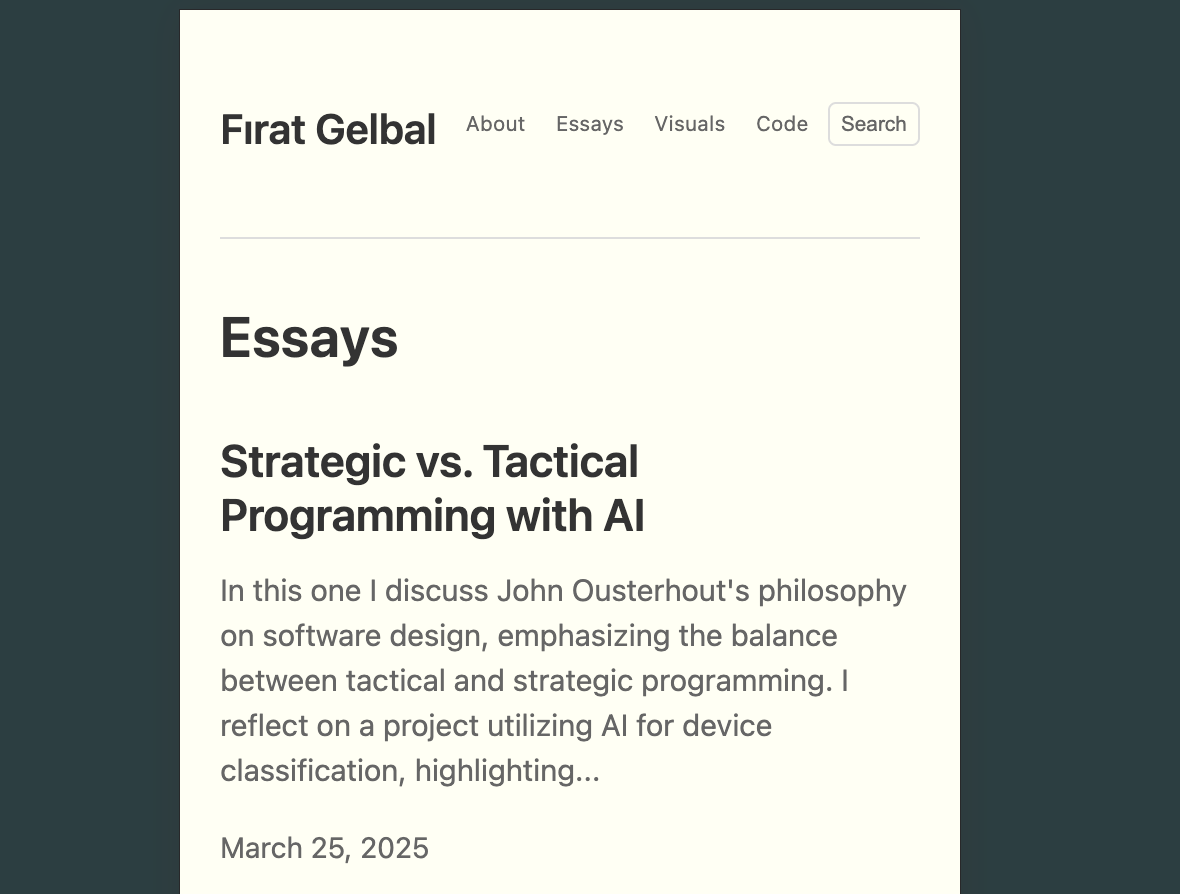 Fırat Gelbal About Essays Visuals Code Search
Essays
Strategic vs. Tactical
Programming with AI
In this one I discuss John Ousterhout's philosophy
on software design, emphasizing the balance
between tactical and strategic programming. I
reflect on a project utilizing AI for device
classification, highlighting...
March 25, 2025